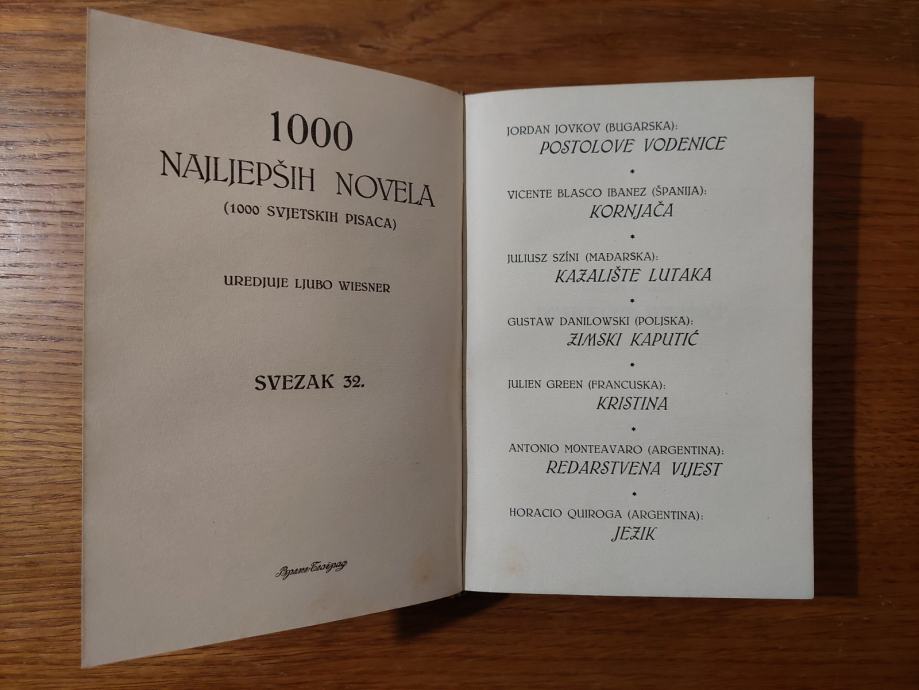 1000
NAJLJEPŠIH NOVELA
(1000 SVJETSKIH PISACA)
UREDJUJE LJUBO WIESNER
SVEZAK 32.
JORDAN JOVKOV (BUGARSKA):
POSTOLOVE VODENICE
*
VICENTE BLASCO IBANEZ (ŠPANIJA):
KORNJAČA
*
JULIUSZ SZÍNI (MAĐARSKA):
KAZALIŠTE LUTAKA
*
GUSTAW DANILOWSKI (POLJSKA):
ZIMSKI KAPUTIĆ
*
JULIEN GREEN (FRANCUSKA):
KRISTINA
*
ANTONIO MONTEAVARO (ARGENTINA):
REDARSTVENA VIJEST
*
HORACIO QUIROGA (ARGENTINA):
JEZIK